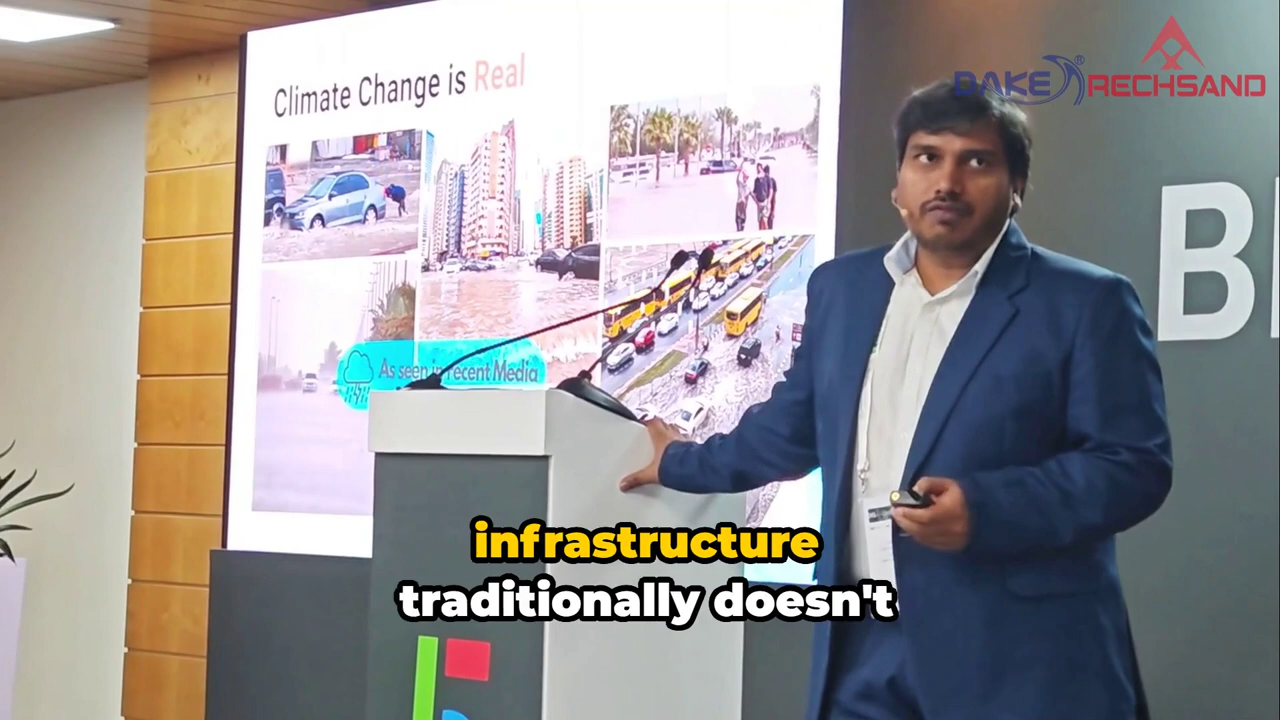 Climate Change is Real
DAKE® RECHSAND
As seen in recent Media
infrastructure
traditionally doesn't